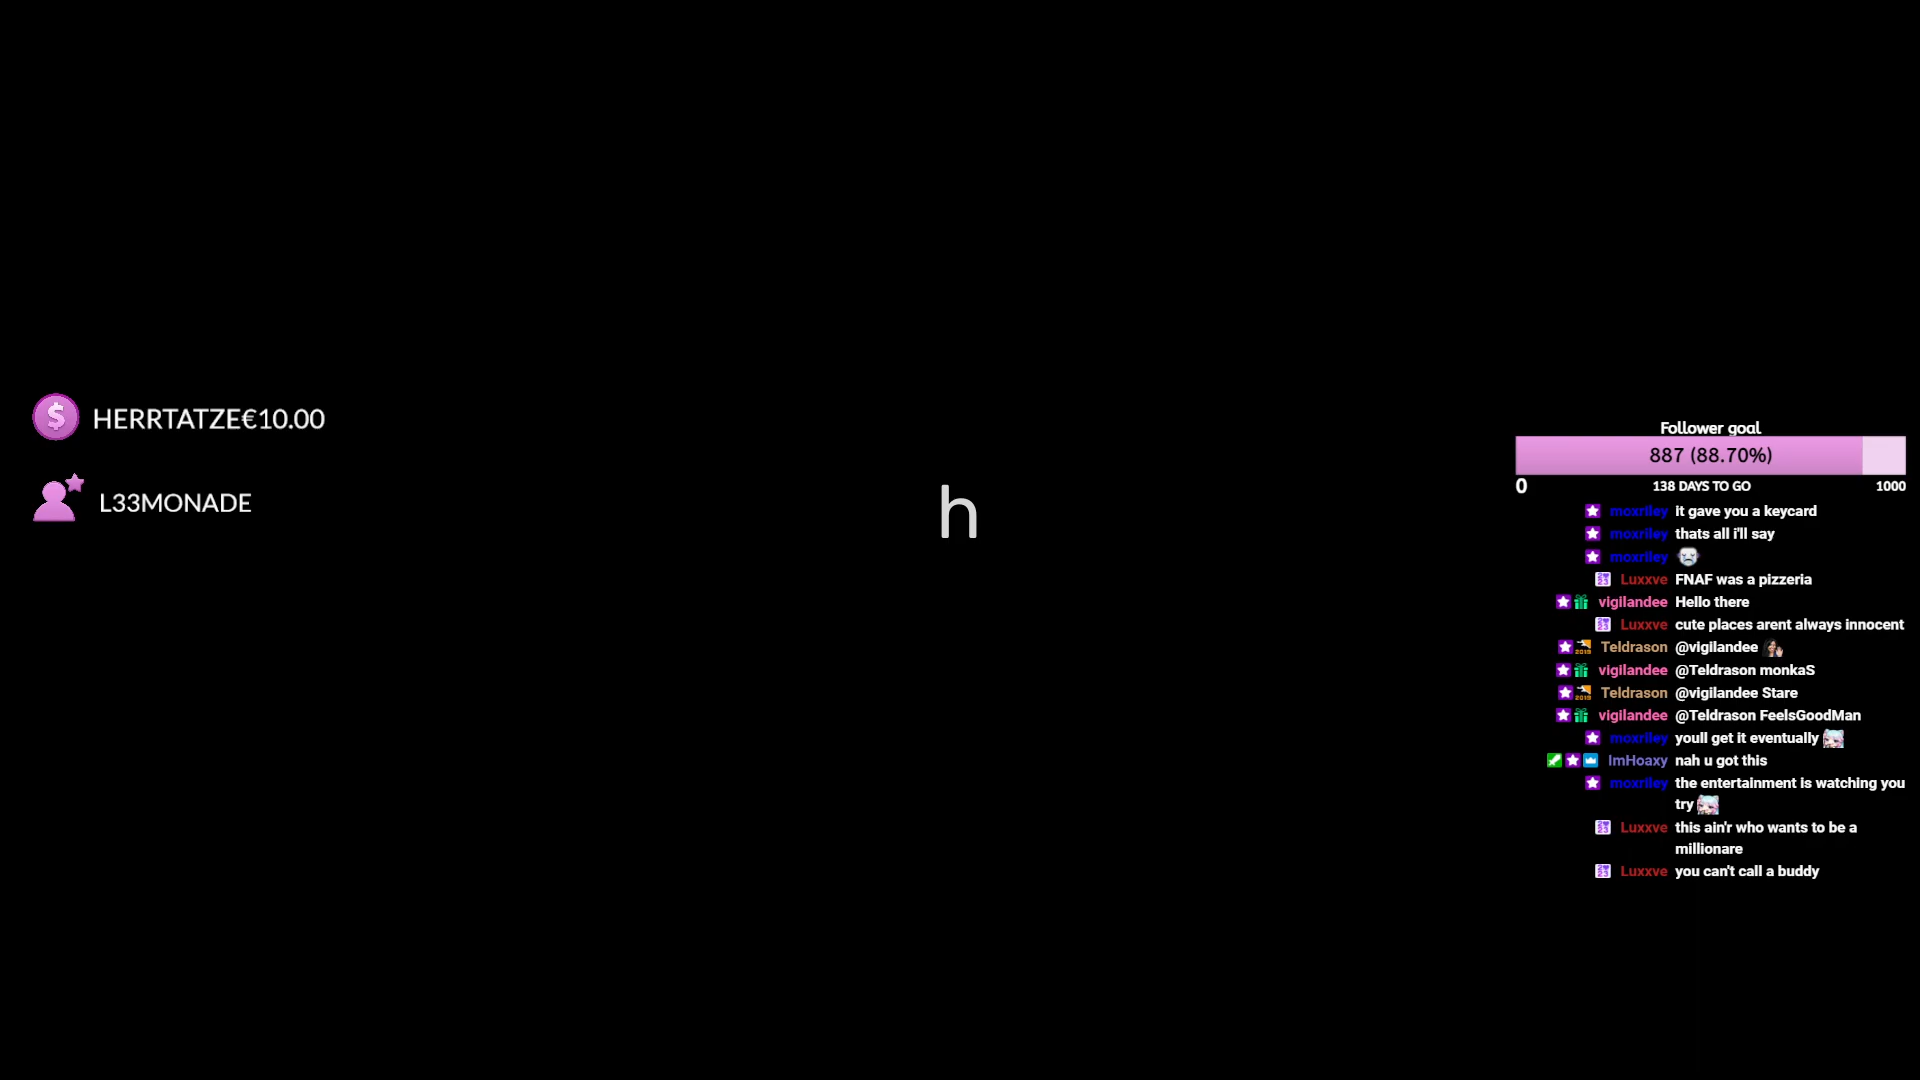 HERRTATZE€10.00
L33MONADE
h
Follower goal
887 (88.70%)
0 138 DAYS TO GO 1000
moxriley it gave you a keycard
moxriley thats all i'll say
moxriley
Luxxve FNAF was a pizzeria
vigilandee Hello there
Luxxve cute places arent always innocent
Teldrason @vigilandee
vigilandee @Teldrason monkaS
Teldrason @vigilandee Stare
vigilandee @Teldrason FeelsGoodMan
moxriley youll get it eventually
ImHoaxy nah u got this
moxriley the entertainment is watching you
try
Luxxve this ain'r who wants to be a
millionare
Luxxve you can't call a buddy